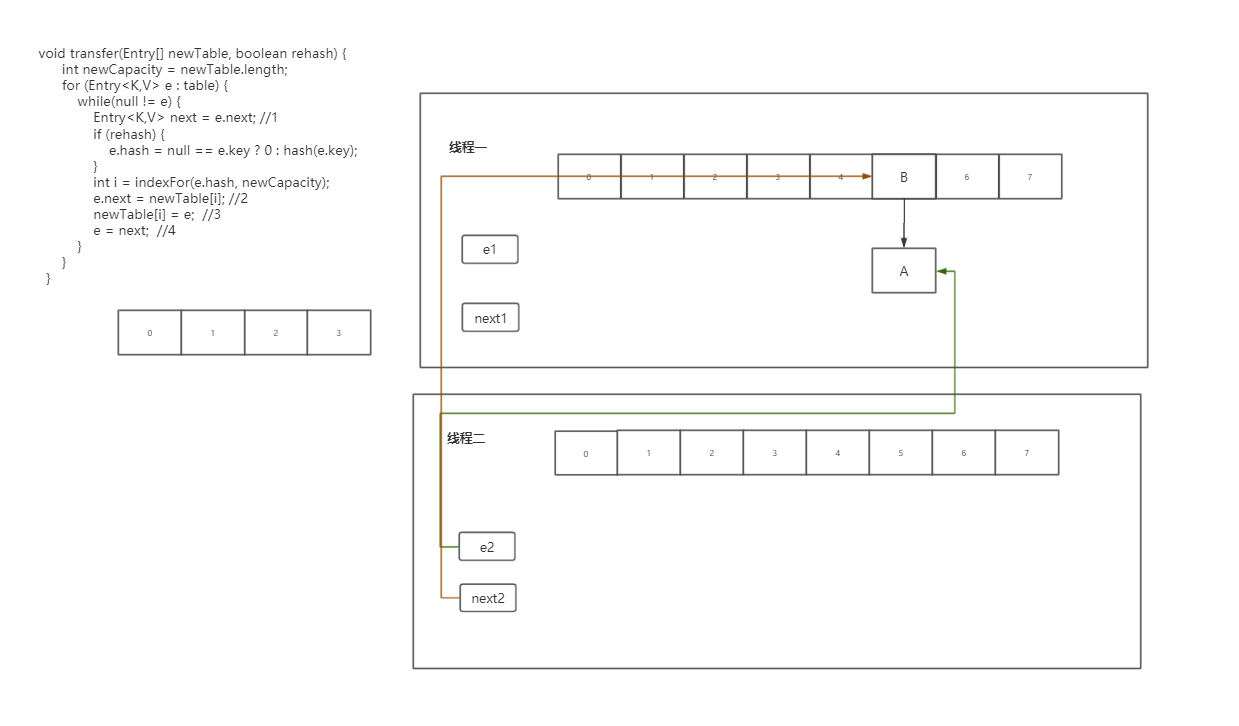 void transfer(Entry[] newTable, boolean rehash) {
int newCapacity = newTable.length;
for (Entry<K,V> e : table) {
while(null != e) {
Entry<K,V> next = e.next; //1
if (rehash) {
e.hash = null == e.key ? 0 : hash(e.key);
}
int i = indexFor(e.hash, newCapacity);
e.next = newTable[i]; //2
newTable[i] = e; //3
e = next; //4
}
}
}
0 1 2 3
线程一
0 1 2 3 4 B 6 7
e1
A
next1
线程二
0 1 2 3 4 5 6 7
e2
next2